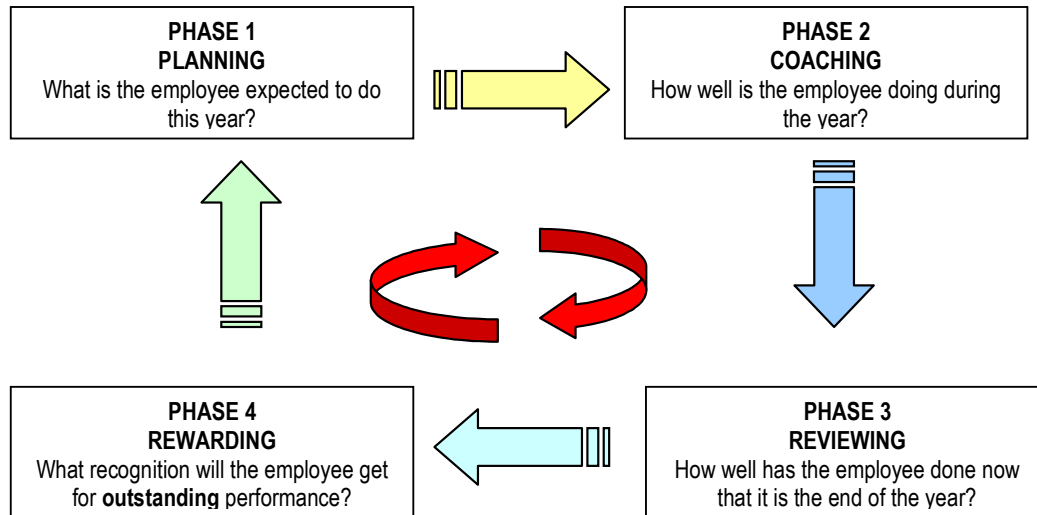 PHASE 1
PLANNING
What is the employee expected to do
this year?
PHASE 2
COACHING
How well is the employee doing during
the year?
PHASE 4
REWARDING
What recognition will the employee get
for outstanding performance?
PHASE 3
REVIEWING
How well has the employee done now
that it is the end of the year?